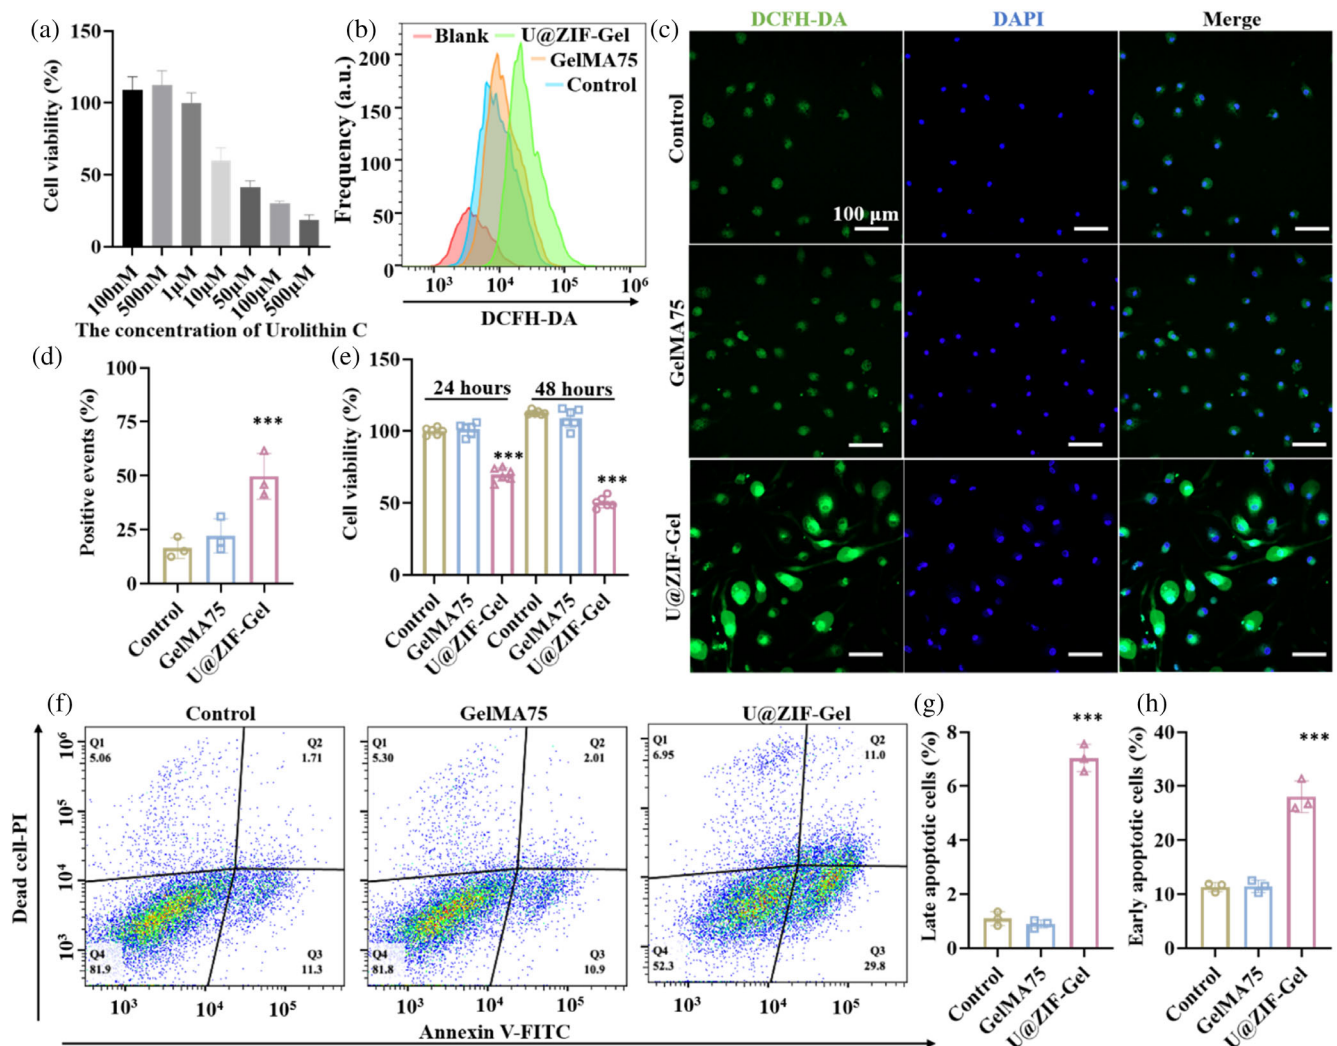 (a)
Cell viability (%)
150
100
50
0
100nM
500nM
1μM
10μM
50μM
100μM
500μM
The concentration of Urolithin C
(b)
Frequency (a.u.)
200
150
100
50
0
Blank
U@ZIF-Gel
GelMA75
Control
10³ 10⁴ 10⁵ 10⁶
DCFH-DA
(c)
DCFH-DA DAPI Merge
Control
100 μm
GelMA75
U@ZIF-Gel
(d)
Positive events (%)
100
75
50
25
0
***
Control
GelMA75
U@ZIF-Gel
(e)
Cell viability (%)
150
100
50
0
24 hours 48 hours
***
***
Control
GelMA75
U@ZIF-Gel
Control
GelMA75
U@ZIF-Gel
(f)
Dead cell-PI
Control GelMA75 U@ZIF-Gel
10⁶
10⁵
10⁴
10³
Q1
5.06
Q2
1.71
Q4
81.9
Q3
11.3
10³ 10⁴ 10⁵
Q1
5.30
Q2
2.01
Q4
81.8
Q3
10.9
10³ 10⁴ 10⁵
Q1
6.95
Q2
11.0
Q4
52.3
Q3
29.8
10³ 10⁴ 10⁵
Annexin V-FITC
(g)
Late apoptotic cells (%)
8
6
4
2
0
***
Control
GelMA75
U@ZIF-Gel
(h)
Early apoptotic cells (%)
40
30
20
10
0
***
Control
GelMA75
U@ZIF-Gel